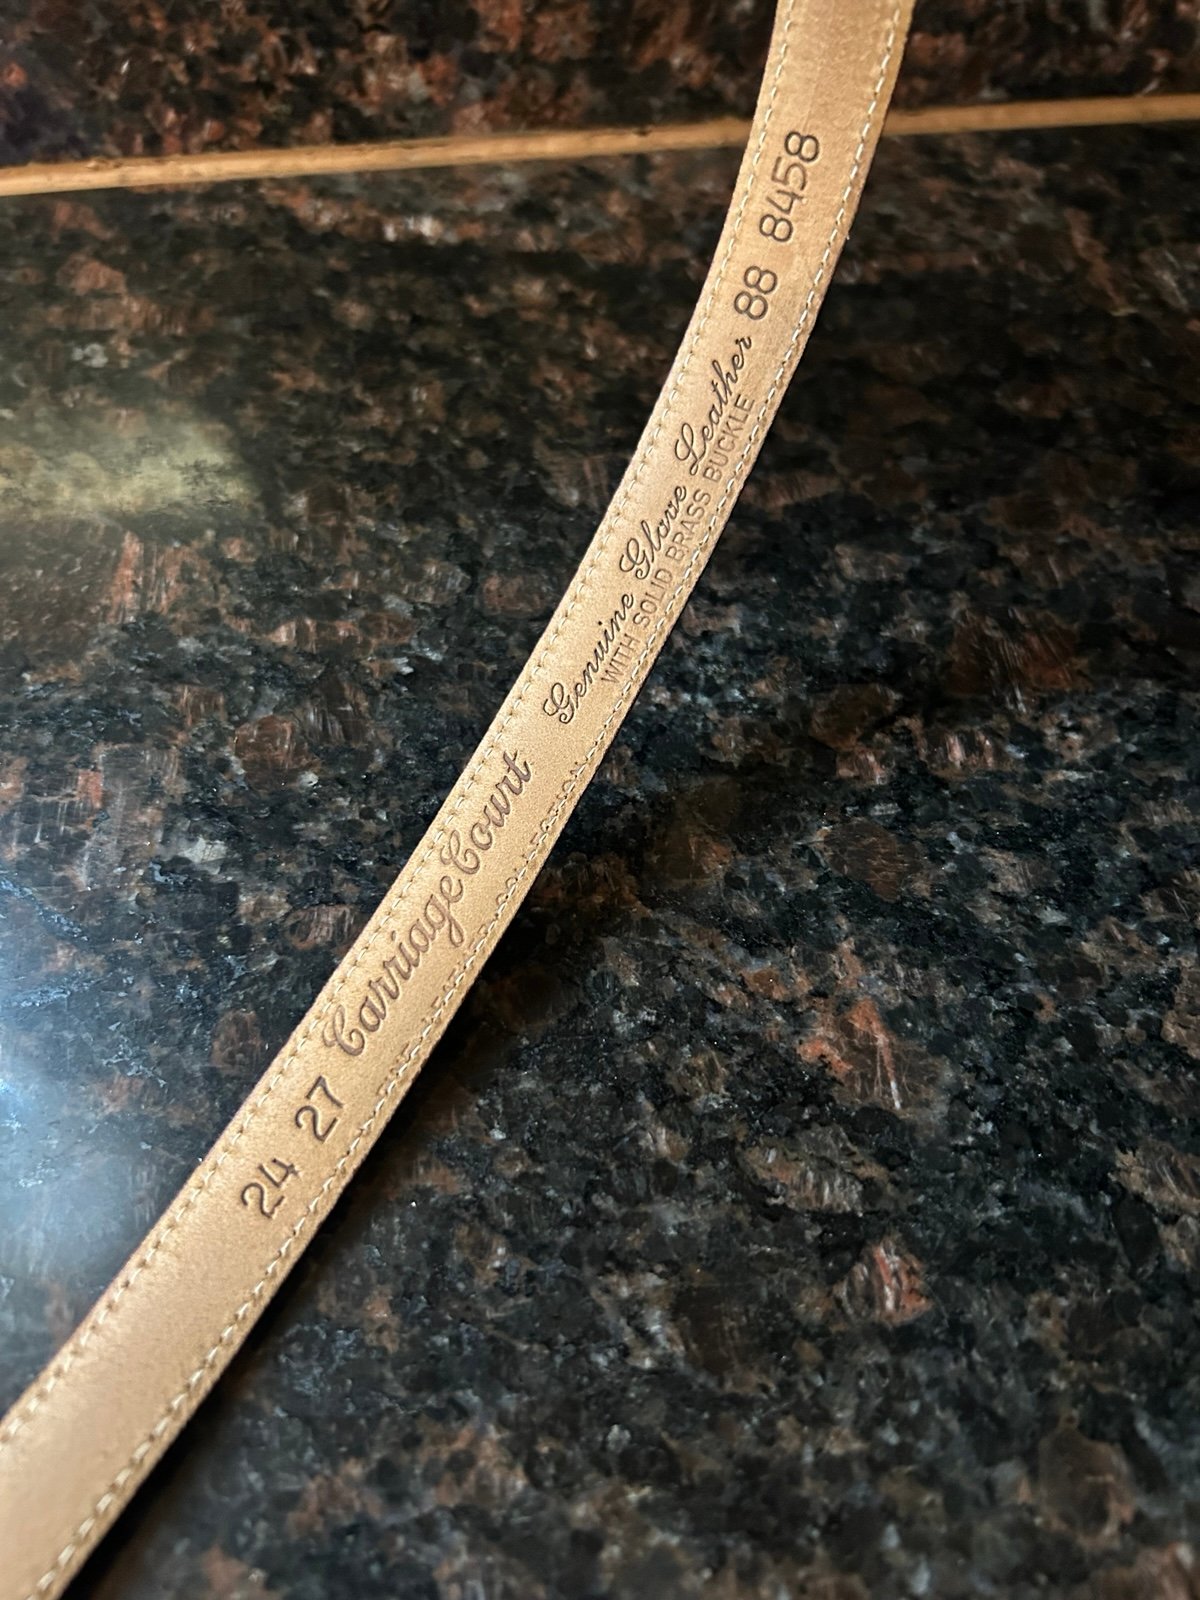 24 27 Carriage Court Genuine Glove Leather 88 8458
WITH SOLID BRASS BUCKLE